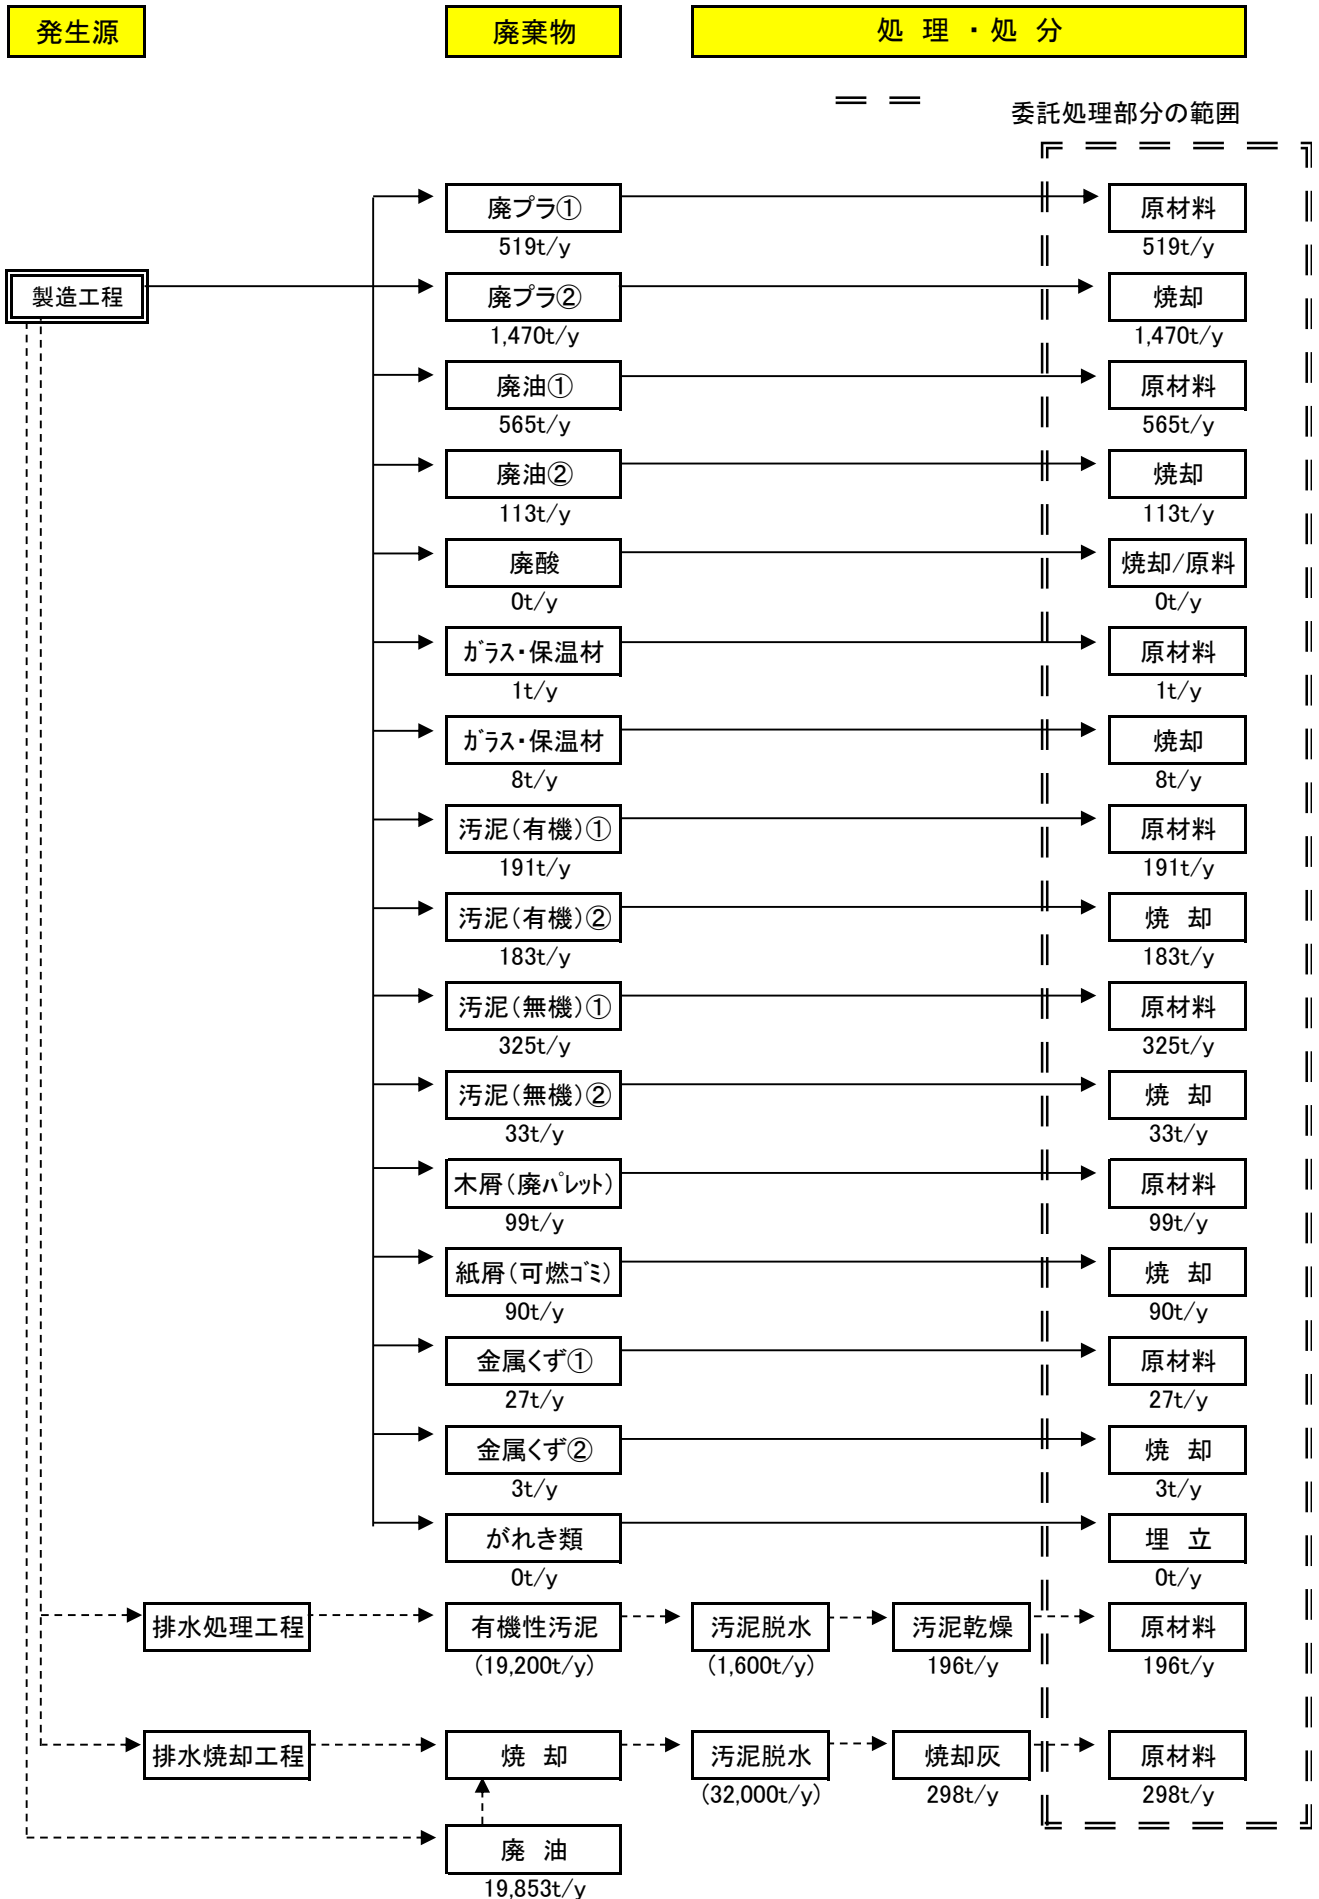 発生源
廃棄物
処 理 ・ 処 分
委託処理部分の範囲
廃プラ①
原材料
519t/y
519t/y
製造工程
廃プラ②
焼却
1,470t/y
1,470t/y
廃油①
原材料
565t/y
565t/y
廃油②
焼却
113t/y
113t/y
廃酸
焼却/原料
0t/y
0t/y
ｶﾞﾗｽ・保温材
原材料
1t/y
1t/y
ｶﾞﾗｽ・保温材
焼却
8t/y
8t/y
汚泥(有機)①
原材料
191t/y
191t/y
汚泥(有機)②
焼 却
183t/y
183t/y
汚泥(無機)①
原材料
325t/y
325t/y
汚泥(無機)②
焼 却
33t/y
33t/y
木屑(廃ﾊﾟﾚｯﾄ)
原材料
99t/y
99t/y
紙屑(可燃ｺﾞﾐ)
焼 却
90t/y
90t/y
金属くず①
原材料
27t/y
27t/y
金属くず②
焼 却
3t/y
3t/y
がれき類
埋 立
0t/y
0t/y
排水処理工程
有機性汚泥
汚泥脱水
汚泥乾燥
原材料
(19,200t/y)
(1,600t/y)
196t/y
196t/y
排水焼却工程
焼 却
汚泥脱水
焼却灰
原材料
(32,000t/y)
298t/y
298t/y
廃 油
19,853t/y